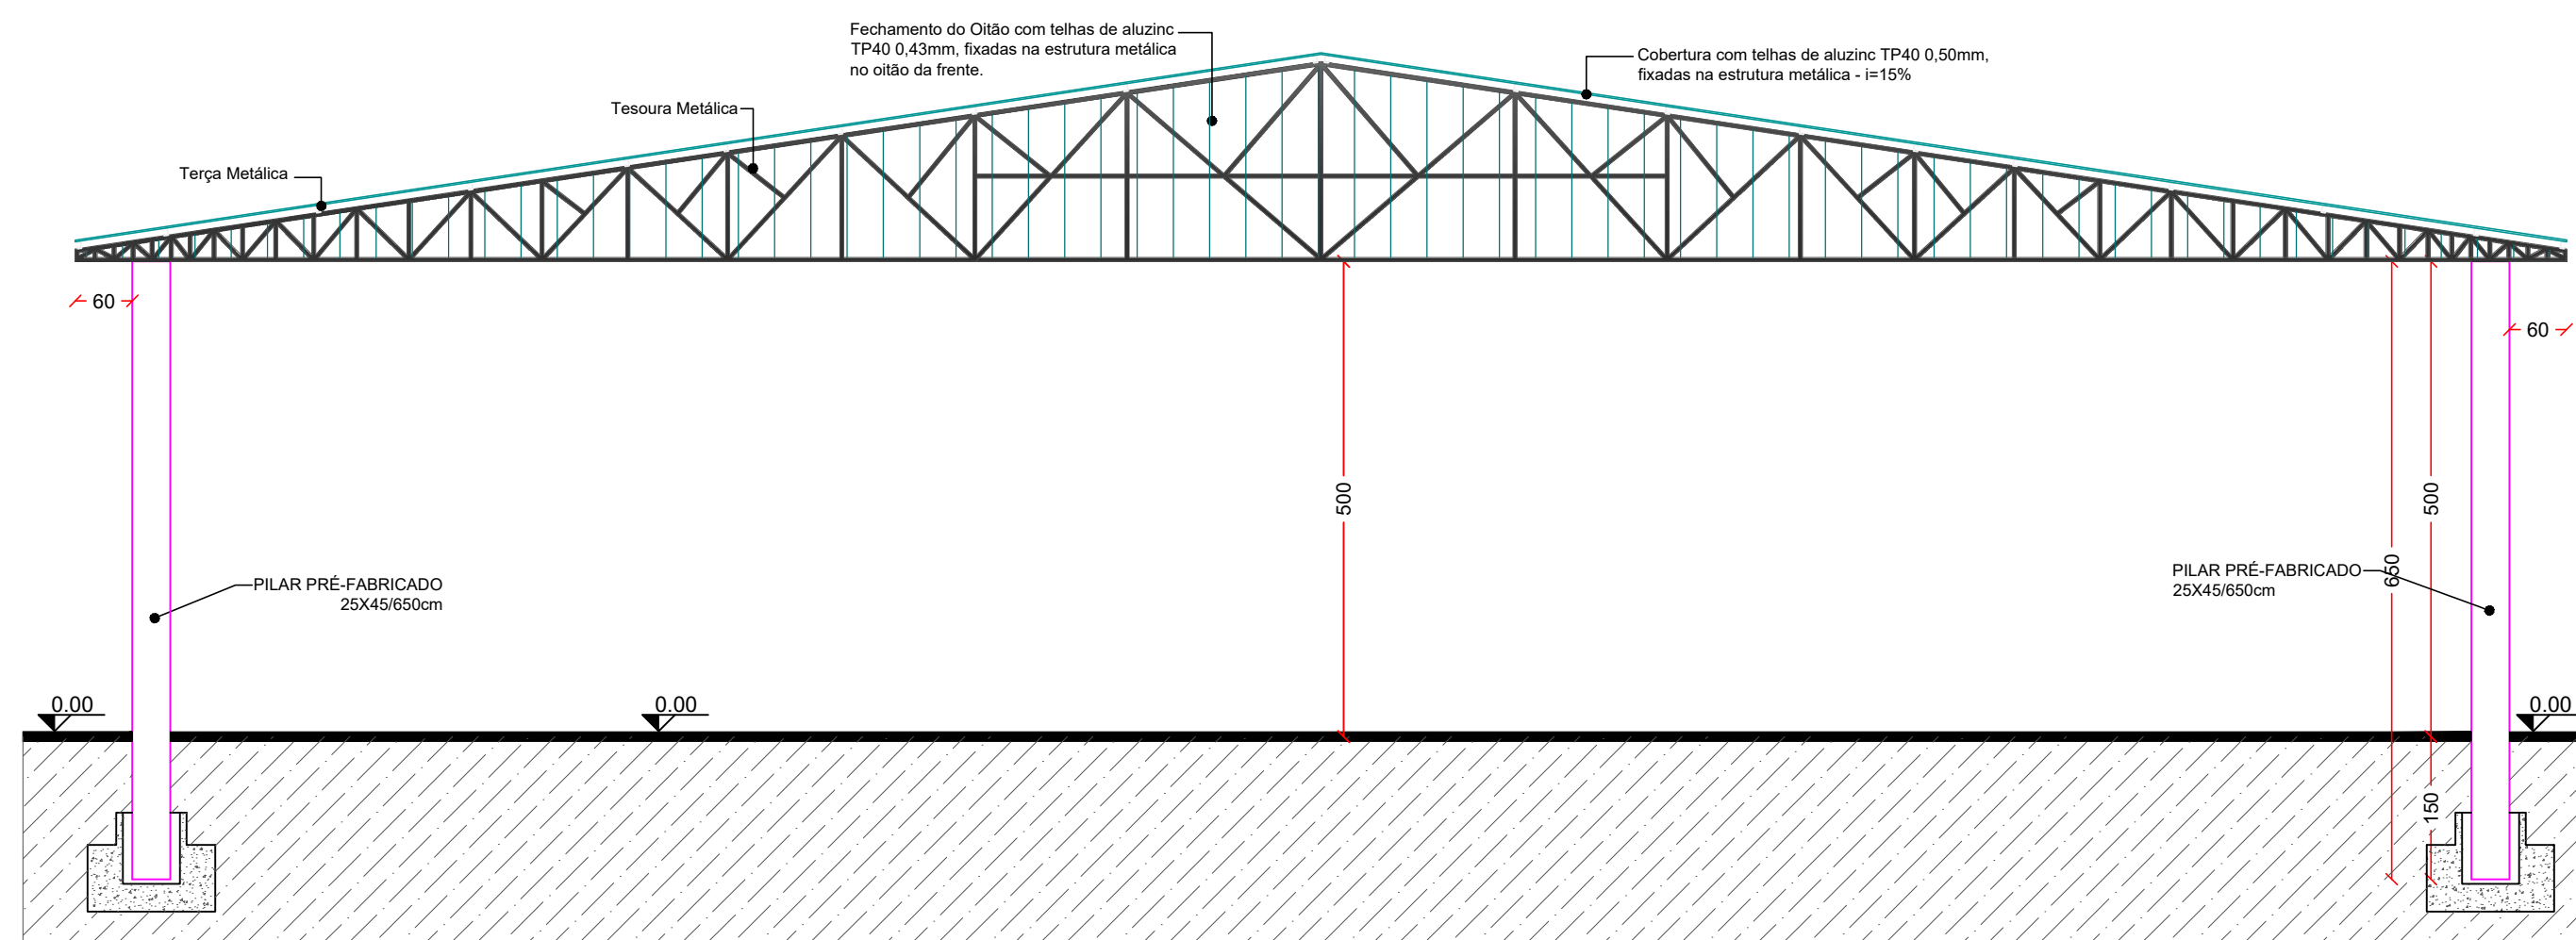 Fechamento do Oitão com telhas de aluzinc
TP40 0,43mm, fixadas na estrutura metálica
no oitão da frente.
Cobertura com telhas de aluzinc TP40 0,50mm,
fixadas na estrutura metálica - i=15%
Tesoura Metálica
Terça Metálica
60
60
500
500
650
PILAR PRÉ-FABRICADO
25X45/650cm
PILAR PRÉ-FABRICADO
25X45/650cm
0.00
0.00
0.00
150